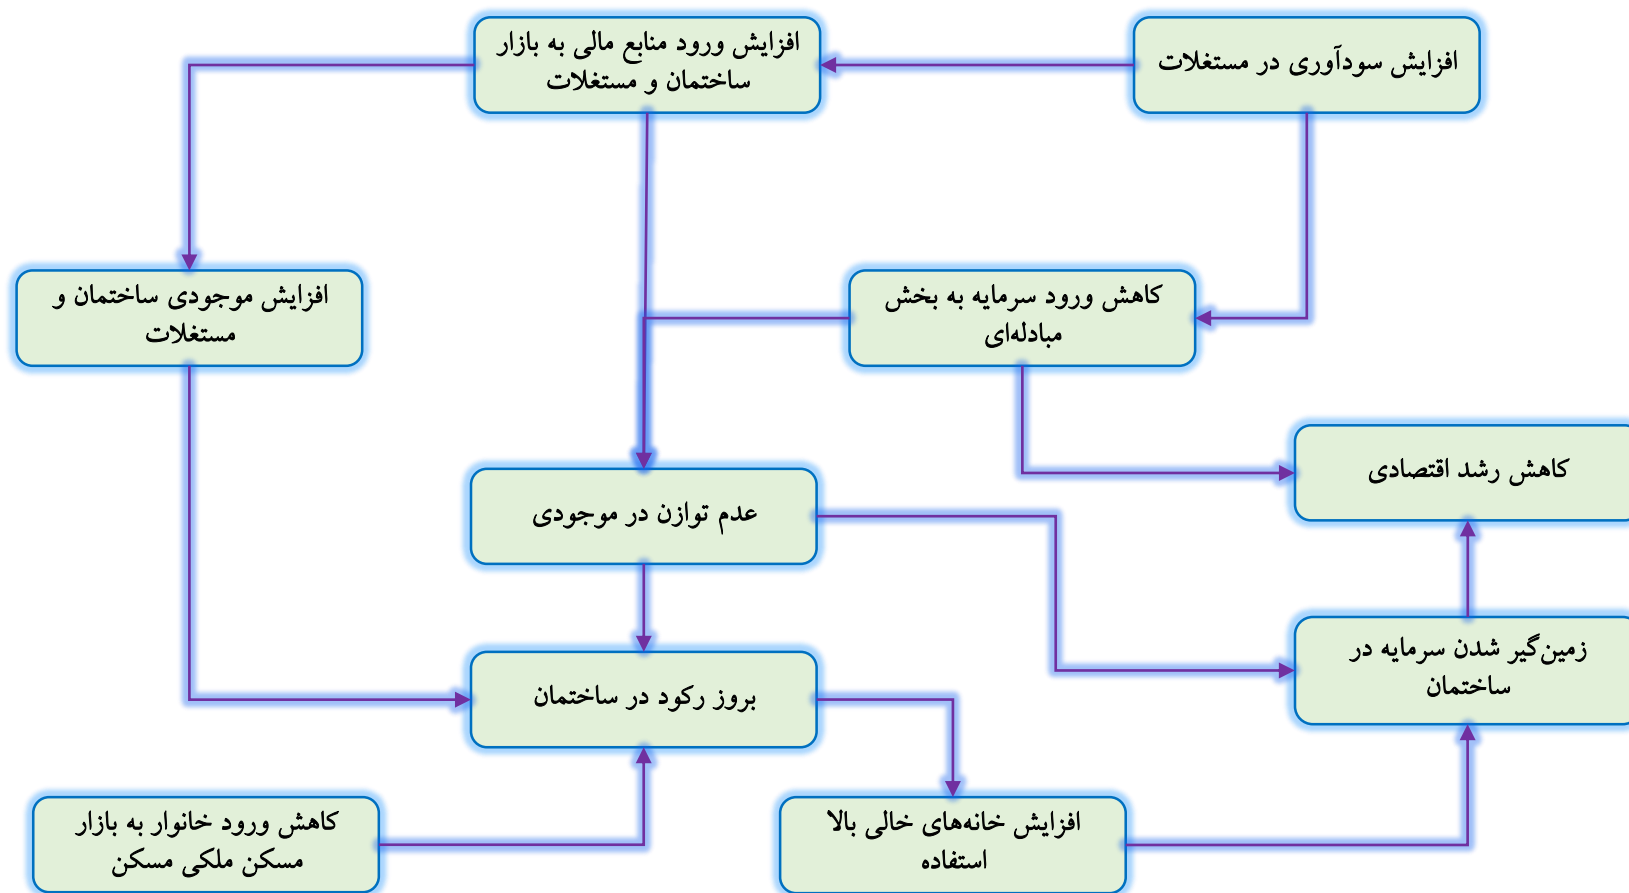 افزایش سودآوری در مستغلات
افزایش ورود منابع مالی به بازار
ساختمان و مستغلات
کاهش ورود سرمایه به بخش
مبادله‌ای
افزایش موجودی ساختمان و
مستغلات
کاهش رشد اقتصادی
عدم توازن در موجودی
زمین‌گیر شدن سرمایه در
ساختمان
بروز رکود در ساختمان
افزایش خانه‌های خالی بالا
استفاده
کاهش ورود خانوار به بازار
مسکن ملکی مسکن